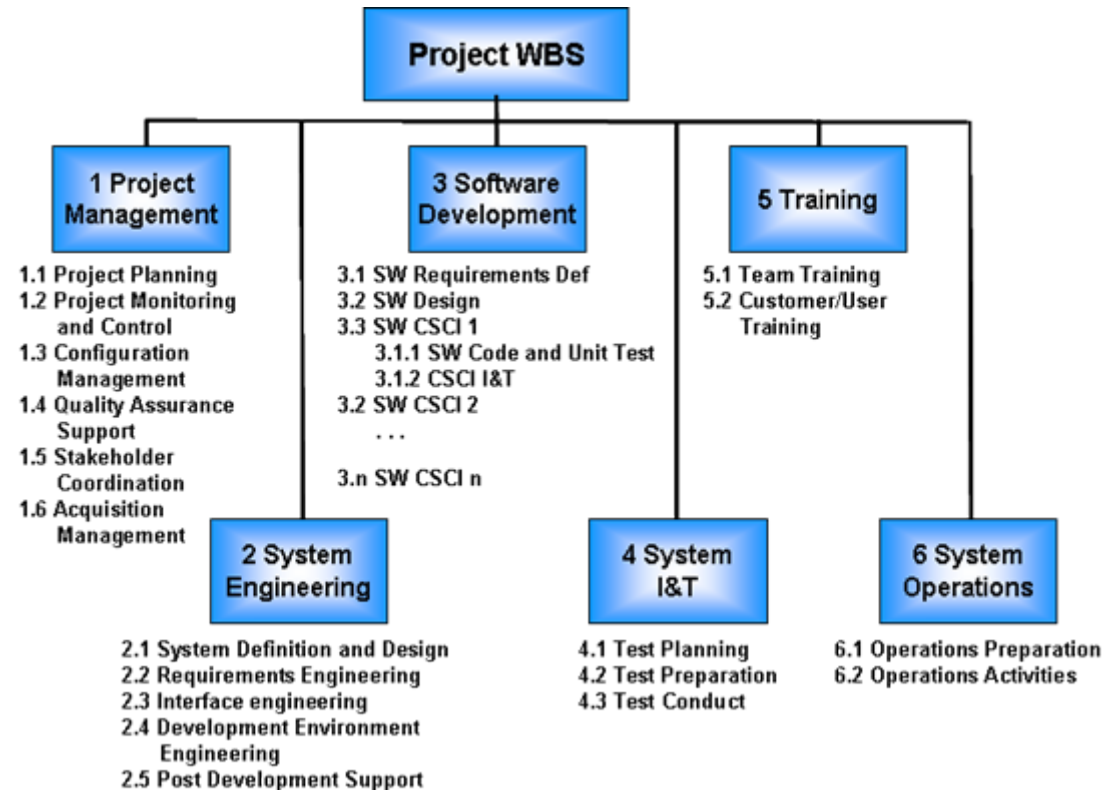 Project WBS
1 Project
Management
1.1 Project Planning
1.2 Project Monitoring
and Control
1.3 Configuration
Management
1.4 Quality Assurance
Support
1.5 Stakeholder
Coordination
1.6 Acquisition
Management
2 System
Engineering
2.1 System Definition and Design
2.2 Requirements Engineering
2.3 Interface engineering
2.4 Development Environment
Engineering
2.5 Post Development Support
3 Software
Development
3.1 SW Requirements Def
3.2 SW Design
3.3 SW CSCI 1
3.1.1 SW Code and Unit Test
3.1.2 CSCI I&T
3.2 SW CSCI 2
. . .
3.n SW CSCI n
4 System
I&T
4.1 Test Planning
4.2 Test Preparation
4.3 Test Conduct
5 Training
5.1 Team Training
5.2 Customer/User
Training
6 System
Operations
6.1 Operations Preparation
6.2 Operations Activities